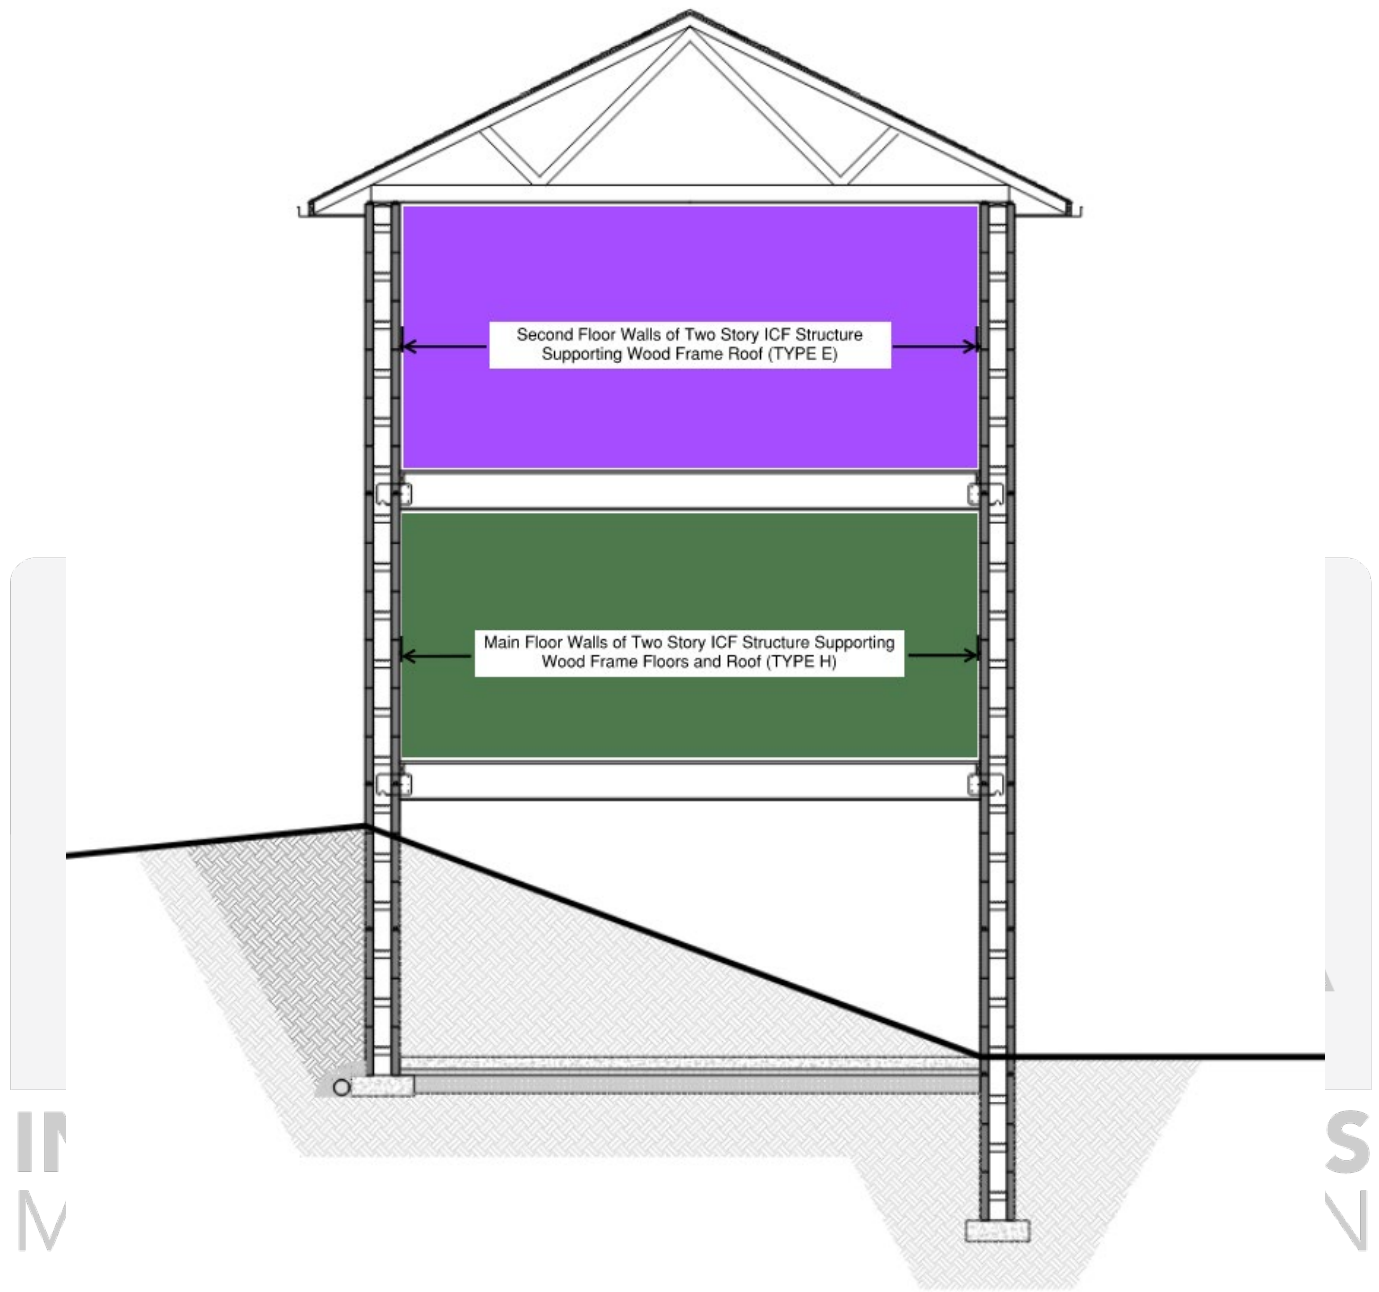 Second Floor Walls of Two Story ICF Structure
Supporting Wood Frame Roof (TYPE E)
Main Floor Walls of Two Story ICF Structure Supporting
Wood Frame Floors and Roof (TYPE H)